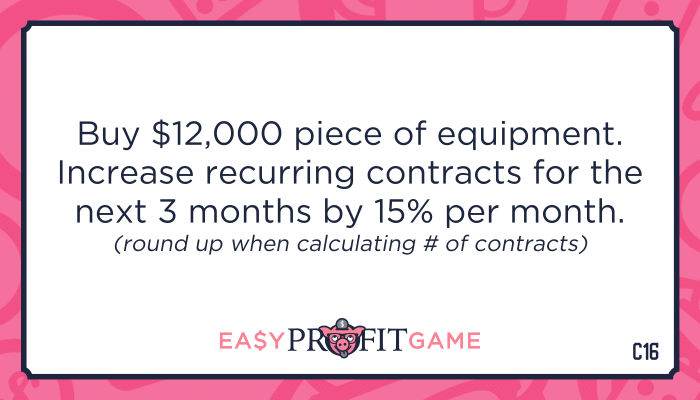 Buy $12,000 piece of equipment.
Increase recurring contracts for the
next 3 months by 15% per month.
(round up when calculating # of contracts)
EA$Y PROFIT GAME
C16